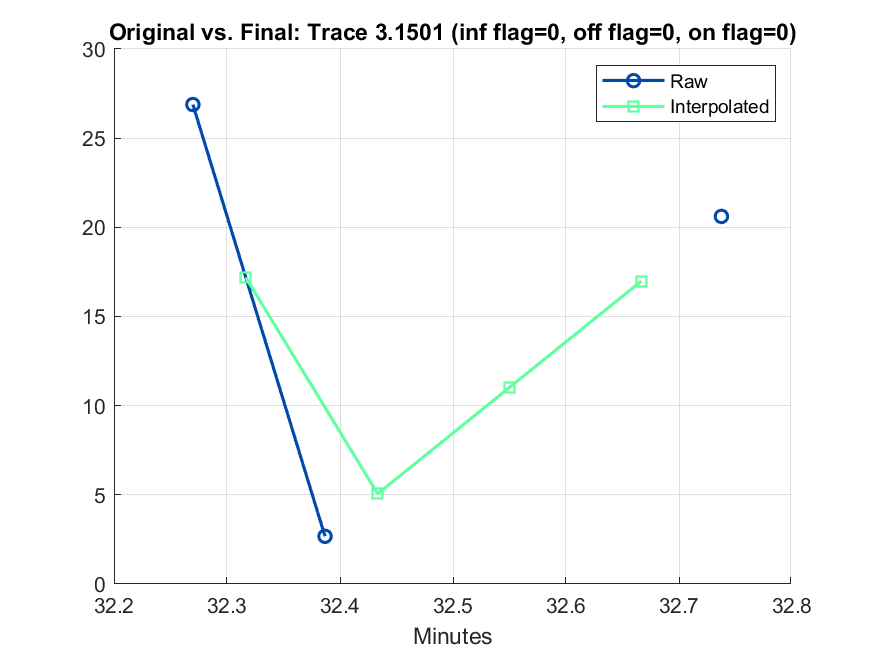 Original vs. Final: Trace 3.1501 (inf flag=0, off flag=0, on flag=0)
30
25
20
15
10
5
0
Raw
Interpolated
32.2 32.3 32.4 32.5 32.6 32.7 32.8
Minutes